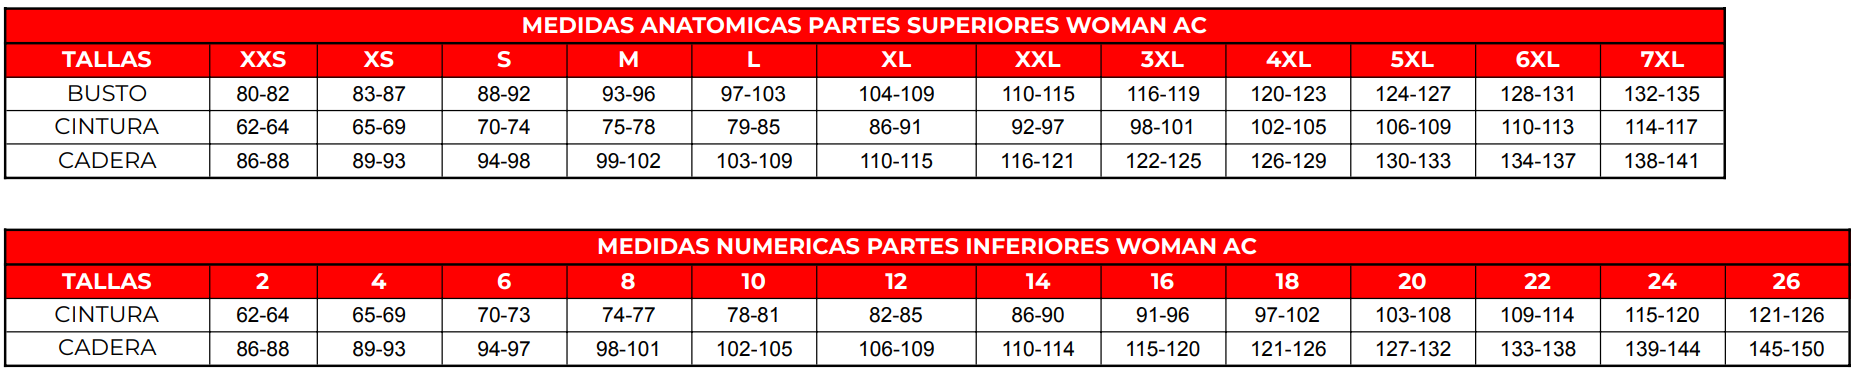 MEDIDAS ANATOMICAS PARTES SUPERIORES WOMAN AC
TALLAS XXS XS S M L XL XXL 3XL 4XL 5XL 6XL 7XL
BUSTO 80-82 83-87 88-92 93-96 97-103 104-109 110-115 116-119 120-123 124-127 128-131 132-135
CINTURA 62-64 65-69 70-74 75-78 79-85 86-91 92-97 98-101 102-105 106-109 110-113 114-117
CADERA 86-88 89-93 94-98 99-102 103-109 110-115 116-121 122-125 126-129 130-133 134-137 138-141
MEDIDAS NUMERICAS PARTES INFERIORES WOMAN AC
TALLAS 2 4 6 8 10 12 14 16 18 20 22 24 26
CINTURA 62-64 65-69 70-73 74-77 78-81 82-85 86-90 91-96 97-102 103-108 109-114 115-120 121-126
CADERA 86-88 89-93 94-97 98-101 102-105 106-109 110-114 115-120 121-126 127-132 133-138 139-144 145-150